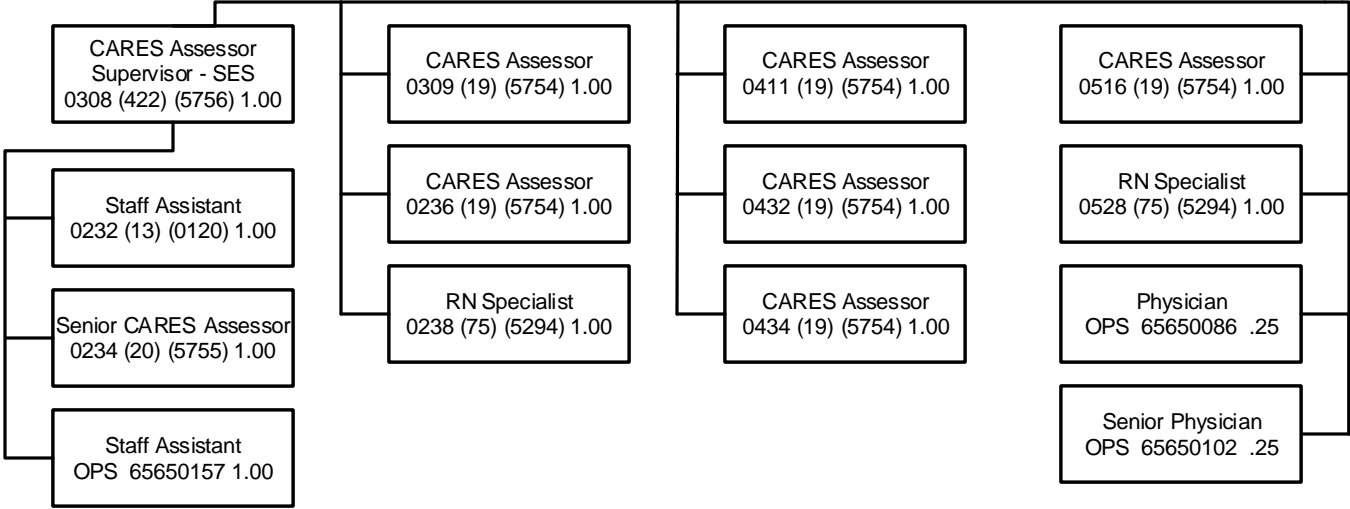 CARES Assessor
Supervisor - SES
0308 (422) (5756) 1.00
Staff Assistant
0232 (13) (0120) 1.00
Senior CARES Assessor
0234 (20) (5755) 1.00
Staff Assistant
OPS 65650157 1.00
CARES Assessor
0309 (19) (5754) 1.00
CARES Assessor
0236 (19) (5754) 1.00
RN Specialist
0238 (75) (5294) 1.00
CARES Assessor
0411 (19) (5754) 1.00
CARES Assessor
0432 (19) (5754) 1.00
CARES Assessor
0434 (19) (5754) 1.00
CARES Assessor
0516 (19) (5754) 1.00
RN Specialist
0528 (75) (5294) 1.00
Physician
OPS 65650086 .25
Senior Physician
OPS 65650102 .25